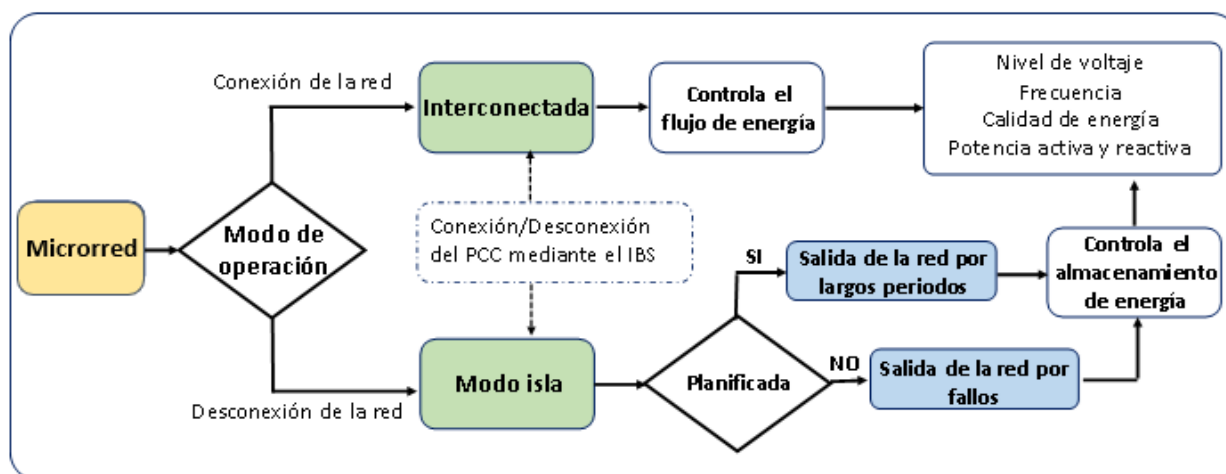 Conexión de la red
Interconectada
Controla el
flujo de energía
Nivel de voltaje
Frecuencia
Calidad de energía
Potencia activa y reactiva
Microrred
Modo de
operación
Conexión/Desconexión
del PCC mediante el IBS
SI
Salida de la red por
largos periodos
Controla el
almacenamiento
de energía
Desconexión de la red
Modo isla
Planificada
NO
Salida de la red por
fallos